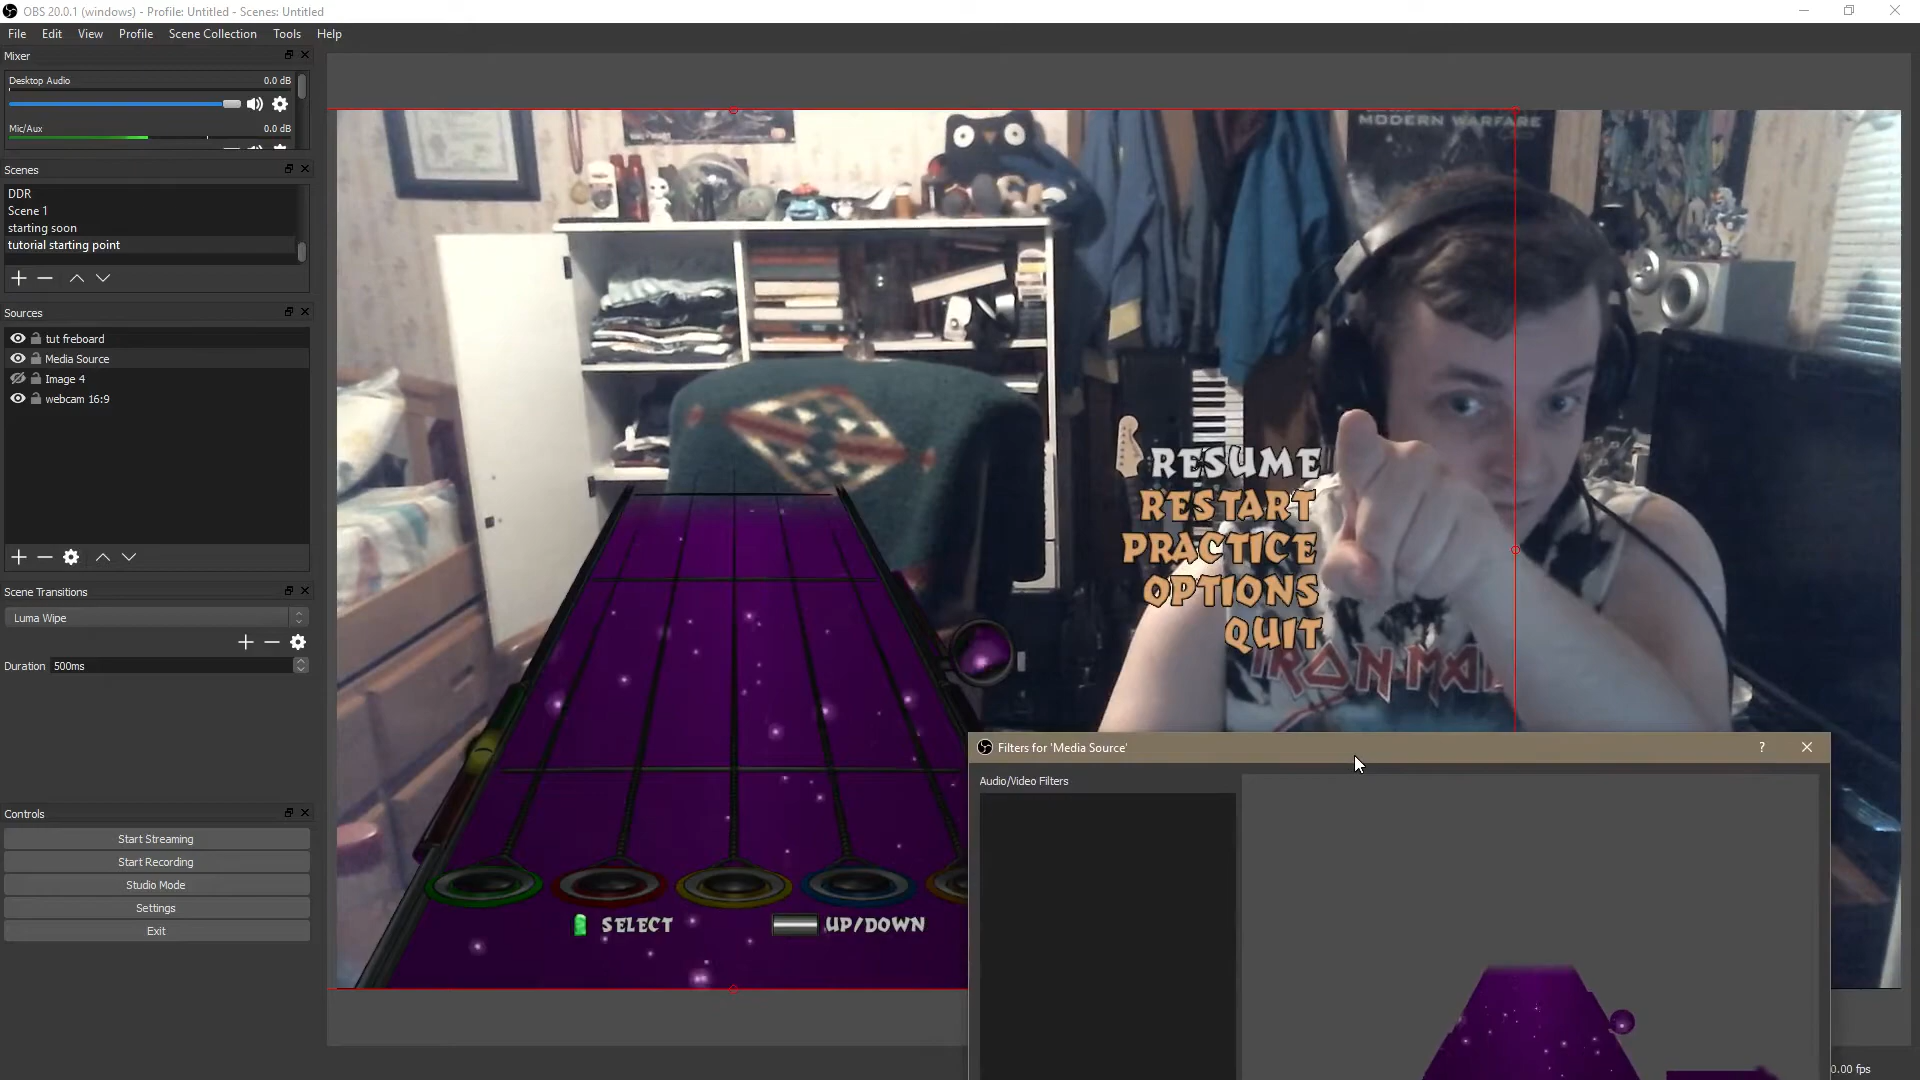 OBS 20.0.1 (windows) - Profile: Untitled - Scenes: Untitled
File Edit View Profile Scene Collection Tools Help
Mixer
Desktop Audio 0.0 dB
Mic/Aux 0.0 dB
Scenes
DDR
Scene 1
starting soon
tutorial starting point
Sources
tut freboard
Media Source
Image 4
webcam 16:9
Scene Transitions
Luma Wipe
Duration 500ms
Controls
Start Streaming
Start Recording
Studio Mode
Settings
Exit
MODERN WARFARE
RESUME
RESTART
PRACTICE
OPTIONS
QUIT
IRON MAI
SELECT UP/DOWN
Filters for 'Media Source' ?
Audio/Video Filters
0.00 fps